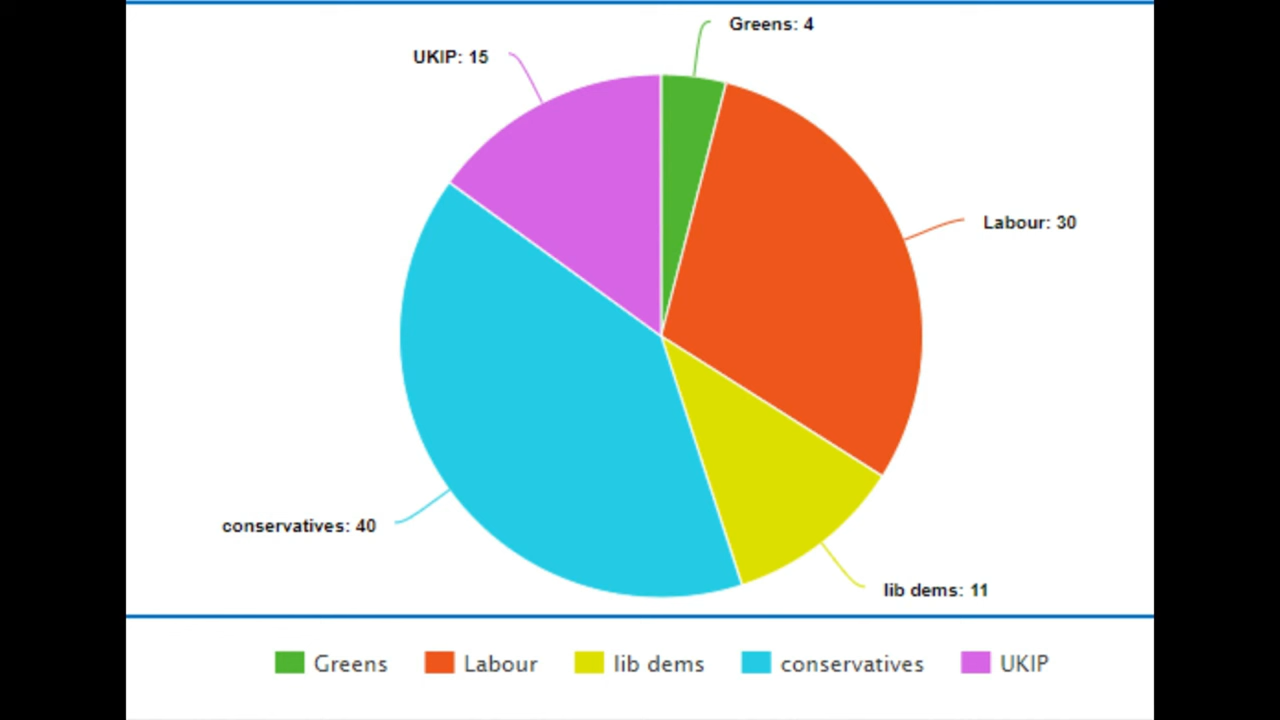 Greens: 4
UKIP: 15
Labour: 30
conservatives: 40
lib dems: 11
Greens Labour lib dems conservatives UKIP